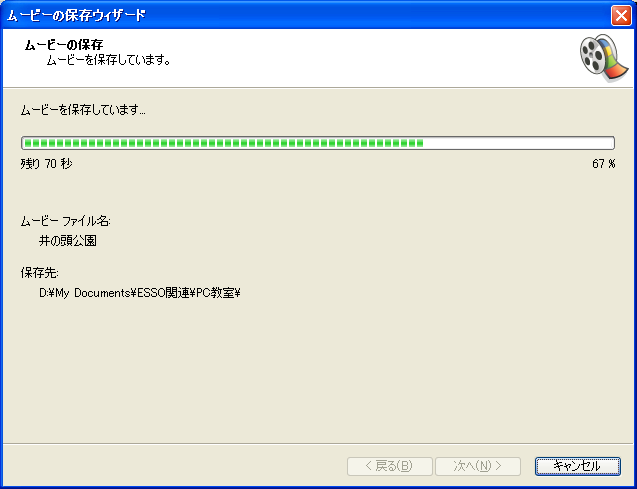 ムービーの保存ウィザード
ムービーの保存
ムービーを保存しています。
ムービーを保存しています...
残り 70 秒
67 %
ムービー ファイル名:
井の頭公園
保存先:
D:¥My Documents¥ESSO関連¥PC教室¥
< 戻る(B)
次へ(N) >
キャンセル